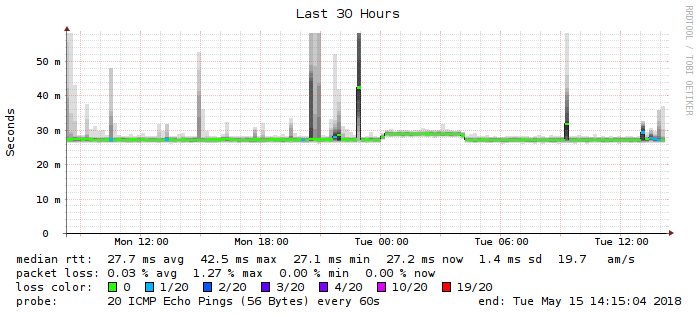 Last 30 Hours
RRDTOOL / TOBI OETIKER
Seconds
50 m
40 m
30 m
20 m
10 m
0
Mon 12:00 Mon 18:00 Tue 00:00 Tue 06:00 Tue 12:00
median rtt: 27.7 ms avg 42.5 ms max 27.1 ms min 27.2 ms now 1.4 ms sd 19.7 am/s
packet loss: 0.03 % avg 1.27 % max 0.00 % min 0.00 % now
loss color: 0 1/20 2/20 3/20 4/20 10/20 19/20
probe: 20 ICMP Echo Pings (56 Bytes) every 60s end: Tue May 15 14:15:04 2018